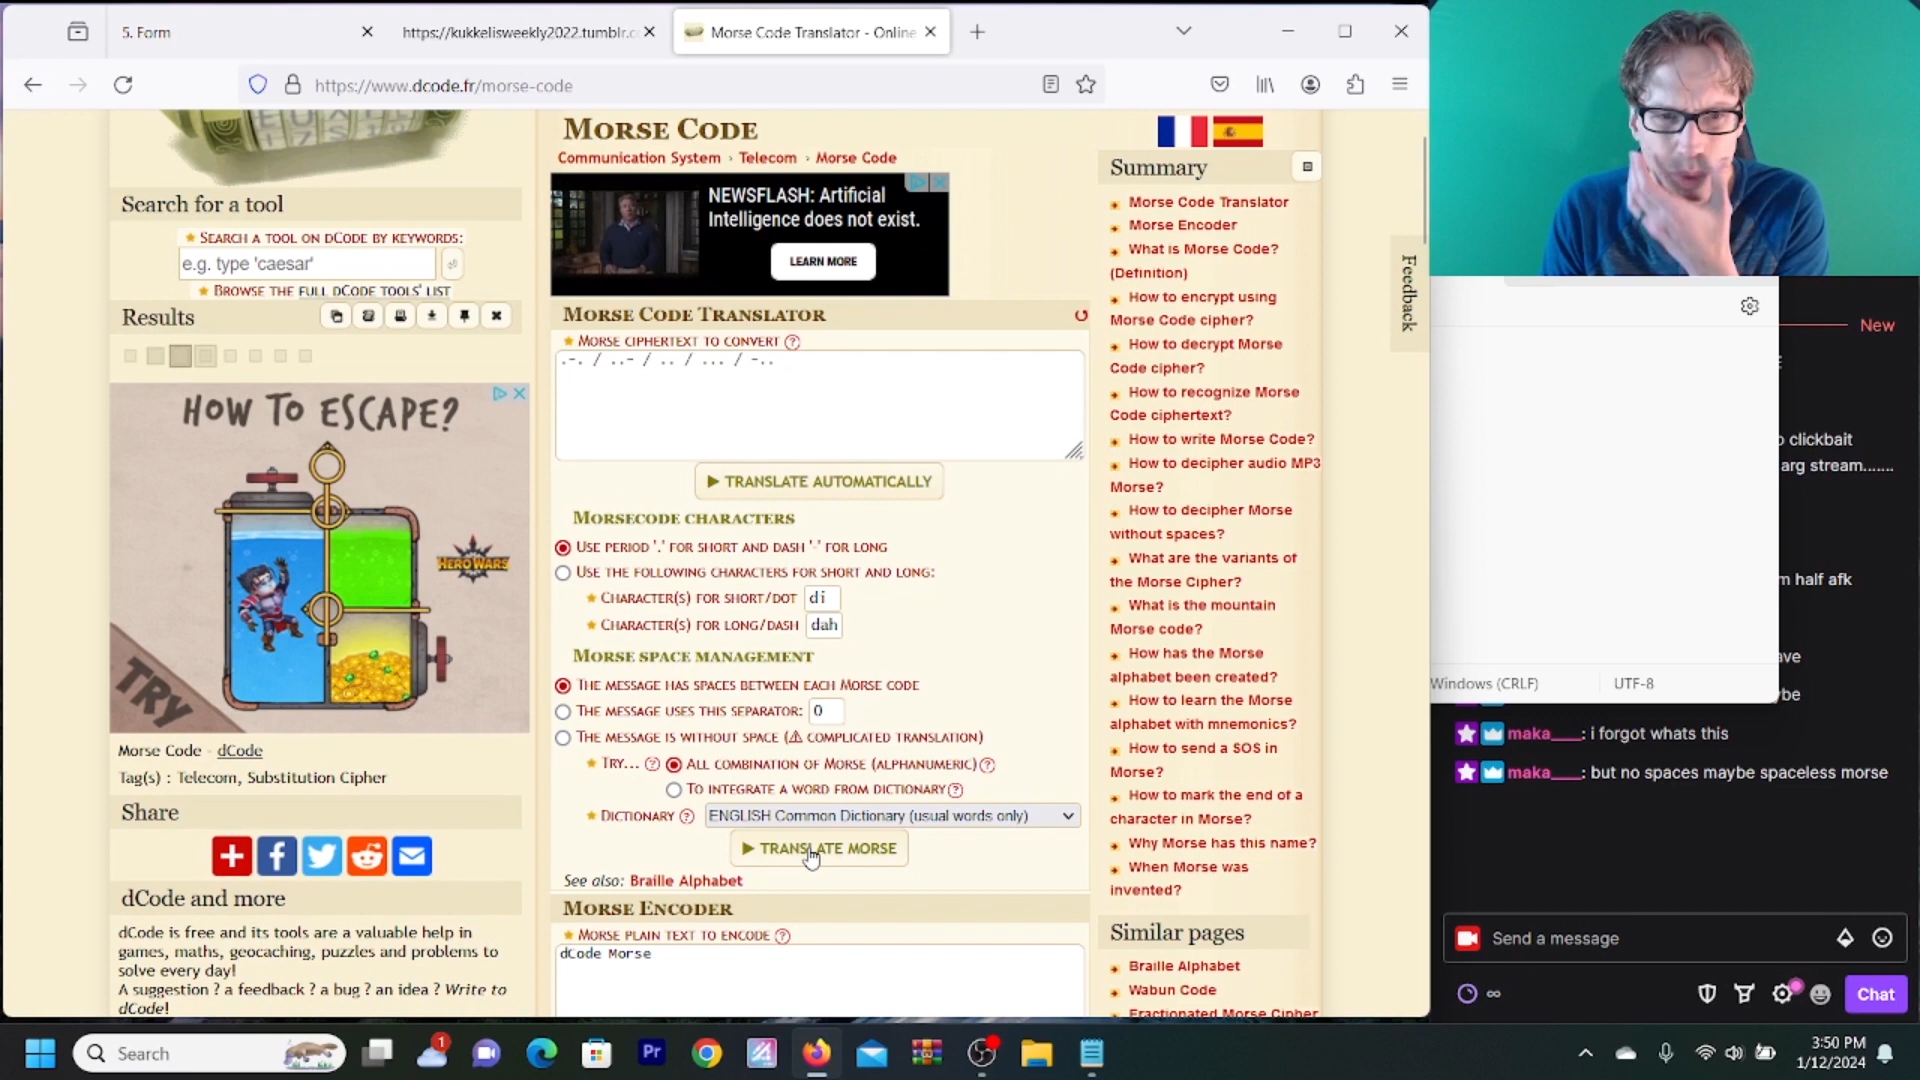 5. Form
https://kukkelisweekly2022.tumblr.c
Morse Code Translator - Online
https://www.dcode.fr/morse-code
Search for a tool
★ SEARCH A TOOL ON DCODE BY KEYWORDS:
e.g. type 'caesar'
★ BROWSE THE FULL DCODE TOOLS' LIST
Results
HOW TO ESCAPE?
HERO WARS
TRY
Morse Code - dCode
Tag(s) : Telecom, Substitution Cipher
Share
dCode and more
dCode is free and its tools are a valuable help in
games, maths, geocaching, puzzles and problems to
solve every day!
A suggestion ? a feedback ? a bug ? an idea ? Write to
dCode!
MORSE CODE
Communication System › Telecom › Morse Code
NEWSFLASH: Artificial
Intelligence does not exist.
LEARN MORE
MORSE CODE TRANSLATOR
★ MORSE CIPHERTEXT TO CONVERT ?
.-. / ..- / .. / ... / -..
▶ TRANSLATE AUTOMATICALLY
MORSECODE CHARACTERS
USE PERIOD '.' FOR SHORT AND DASH '-' FOR LONG
USE THE FOLLOWING CHARACTERS FOR SHORT AND LONG:
★ CHARACTER(S) FOR SHORT/DOT di
★ CHARACTER(S) FOR LONG/DASH dah
MORSE SPACE MANAGEMENT
THE MESSAGE HAS SPACES BETWEEN EACH MORSE CODE
THE MESSAGE USES THIS SEPARATOR: 0
THE MESSAGE IS WITHOUT SPACE (⚠ COMPLICATED TRANSLATION)
★ TRY... ? ALL COMBINATION OF MORSE (ALPHANUMERIC) ?
TO INTEGRATE A WORD FROM DICTIONARY ?
★ DICTIONARY ? ENGLISH Common Dictionary (usual words only)
▶ TRANSLATE MORSE
See also: Braille Alphabet
MORSE ENCODER
★ MORSE PLAIN TEXT TO ENCODE ?
dCode Morse
Summary
Morse Code Translator
Morse Encoder
What is Morse Code?
(Definition)
How to encrypt using
Morse Code cipher?
How to decrypt Morse
Code cipher?
How to recognize Morse
Code ciphertext?
How to write Morse Code?
How to decipher audio MP3
Morse?
How to decipher Morse
without spaces?
What are the variants of
the Morse Cipher?
What is the mountain
Morse code?
How has the Morse
alphabet been created?
How to learn the Morse
alphabet with mnemonics?
How to send a SOS in
Morse?
How to mark the end of a
character in Morse?
Why Morse has this name?
When Morse was
invented?
Similar pages
Braille Alphabet
Wabun Code
Fractionated Morse Cipher
Feedback
Windows (CRLF)
UTF-8
New
clickbait
arg stream.......
half afk
maka___: i forgot whats this
maka___: but no spaces maybe spaceless morse
Send a message
Chat
Search
1
Pr
3:50 PM
1/12/2024